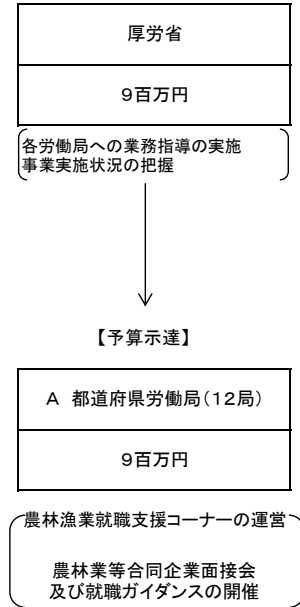 厚労省
９百万円
各労働局への業務指導の実施
事業実施状況の把握
【予算示達】
A 都道府県労働局（１２局）
９百万円
農林漁業就職支援コーナーの運営
農林業等合同企業面接会
及び就職ガイダンスの開催